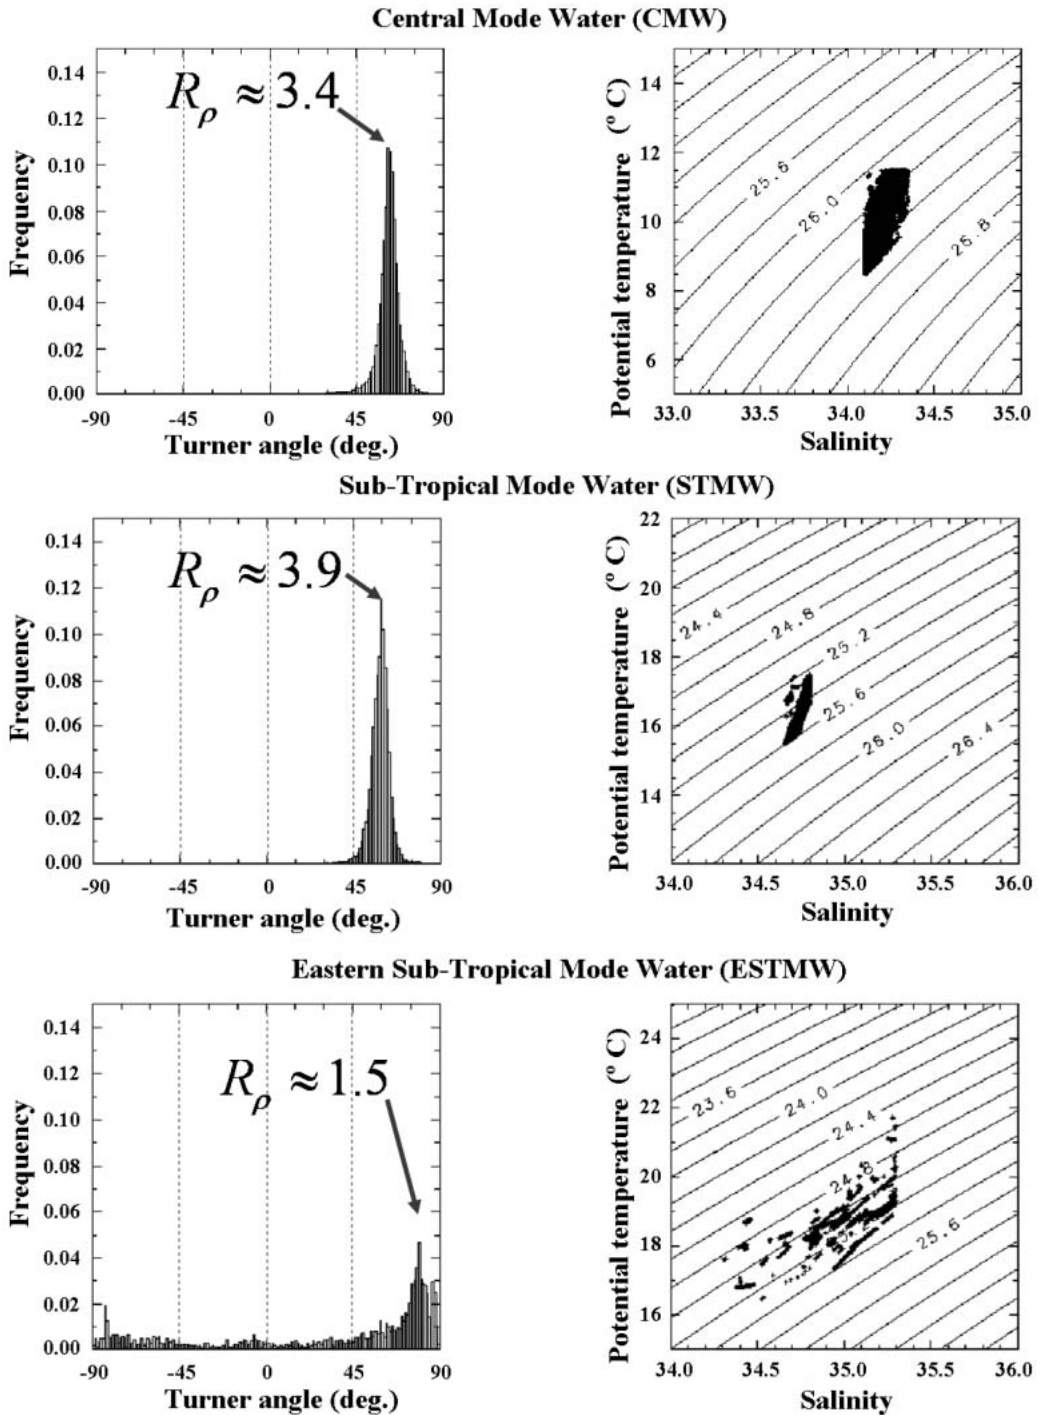 Central Mode Water (CMW)
Rρ ≈ 3.4
Frequency
0.14
0.12
0.10
0.08
0.06
0.04
0.02
0.00
-90 -45 0 45 90
Turner angle (deg.)
Potential temperature (º C)
14
12
10
8
6
25.6
26.0
26.8
33.0 33.5 34.0 34.5 35.0
Salinity
Sub-Tropical Mode Water (STMW)
Rρ ≈ 3.9
Frequency
0.14
0.12
0.10
0.08
0.06
0.04
0.02
0.00
-90 -45 0 45 90
Turner angle (deg.)
Potential temperature (º C)
22
20
18
16
14
24.4
24.8
25.2
25.6
26.0
26.4
34.0 34.5 35.0 35.5 36.0
Salinity
Eastern Sub-Tropical Mode Water (ESTMW)
Rρ ≈ 1.5
Frequency
0.14
0.12
0.10
0.08
0.06
0.04
0.02
0.00
-90 -45 0 45 90
Turner angle (deg.)
Potential temperature (º C)
24
22
20
18
16
23.6
24.0
24.4
24.8
25.6
34.0 34.5 35.0 35.5 36.0
Salinity